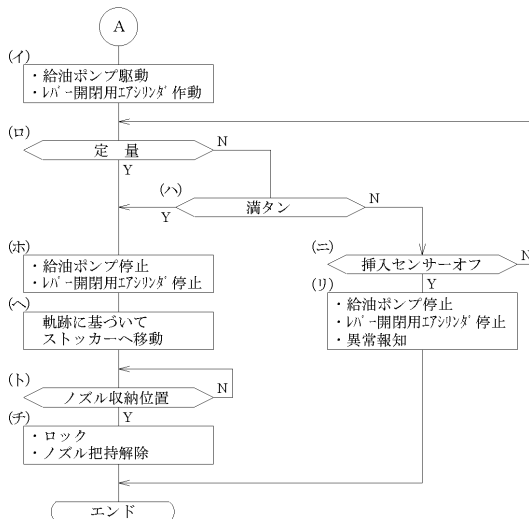 A
(イ)
・給油ポンプ駆動
・レバー開閉用エアシリンダ作動
(ロ)
定 量
N
Y
(ハ)
満タン
N
Y
(ニ)
挿入センサーオフ
N
Y
(ホ)
・給油ポンプ停止
・レバー開閉用エアシリンダ停止
(リ)
・給油ポンプ停止
・レバー開閉用エアシリンダ停止
・異常報知
(ヘ)
軌跡に基づいて
ストッカーへ移動
(ト)
ノズル収納位置
N
Y
(チ)
・ロック
・ノズル把持解除
エンド